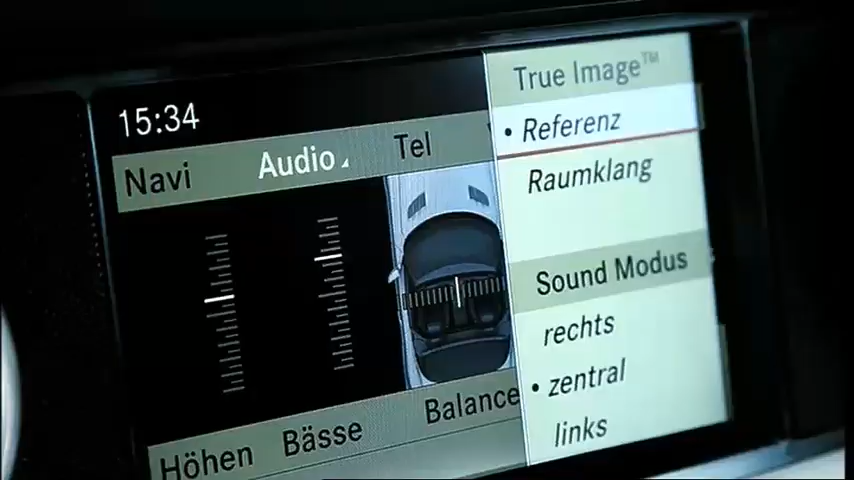 15:34
Navi Audio Tel
Höhen Bässe Balance
True Image™
• Referenz
Raumklang
Sound Modus
rechts
• zentral
links